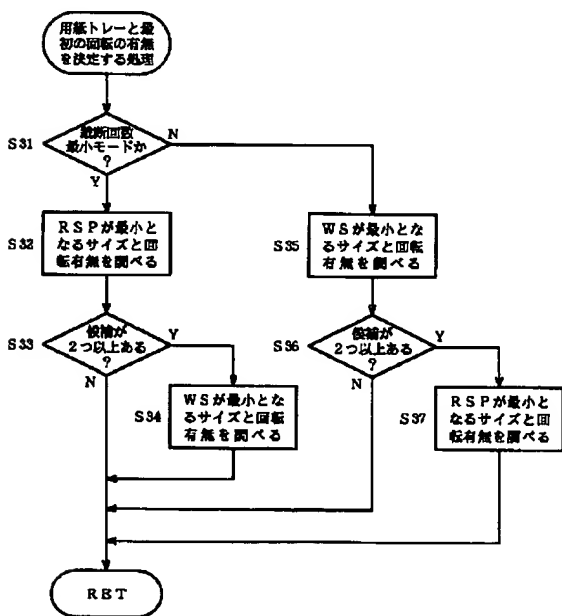 用紙トレーと最
初の回転の有無
を決定する処理
S31
裁断回数
最小モードか
?
N
Y
S32
RSPが最小と
なるサイズと回
転有無を調べる
S35
WSが最小とな
るサイズと回転
有無を調べる
S33
候補が
2つ以上ある
?
Y
N
S36
候補が
2つ以上ある
?
Y
N
S34
WSが最小とな
るサイズと回転
有無を調べる
S37
RSPが最小と
なるサイズと回
転有無を調べる
RET